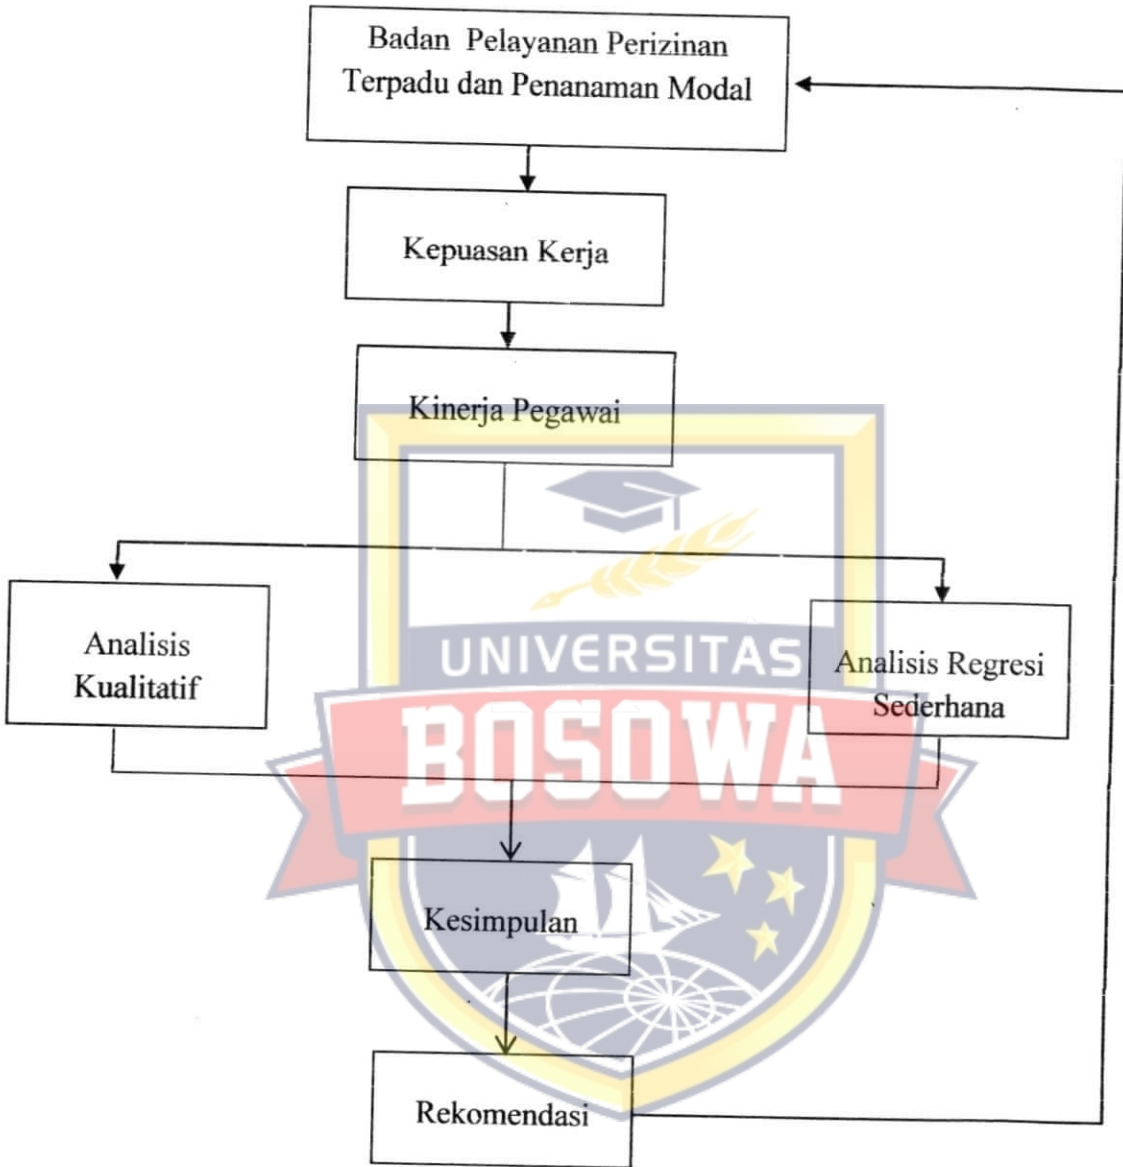 Badan Pelayanan Perizinan
Terpadu dan Penanaman Modal
Kepuasan Kerja
Kinerja Pegawai
Analisis
Kualitatif
Analisis Regresi
Sederhana
UNIVERSITAS
BOSOWA
Kesimpulan
Rekomendasi